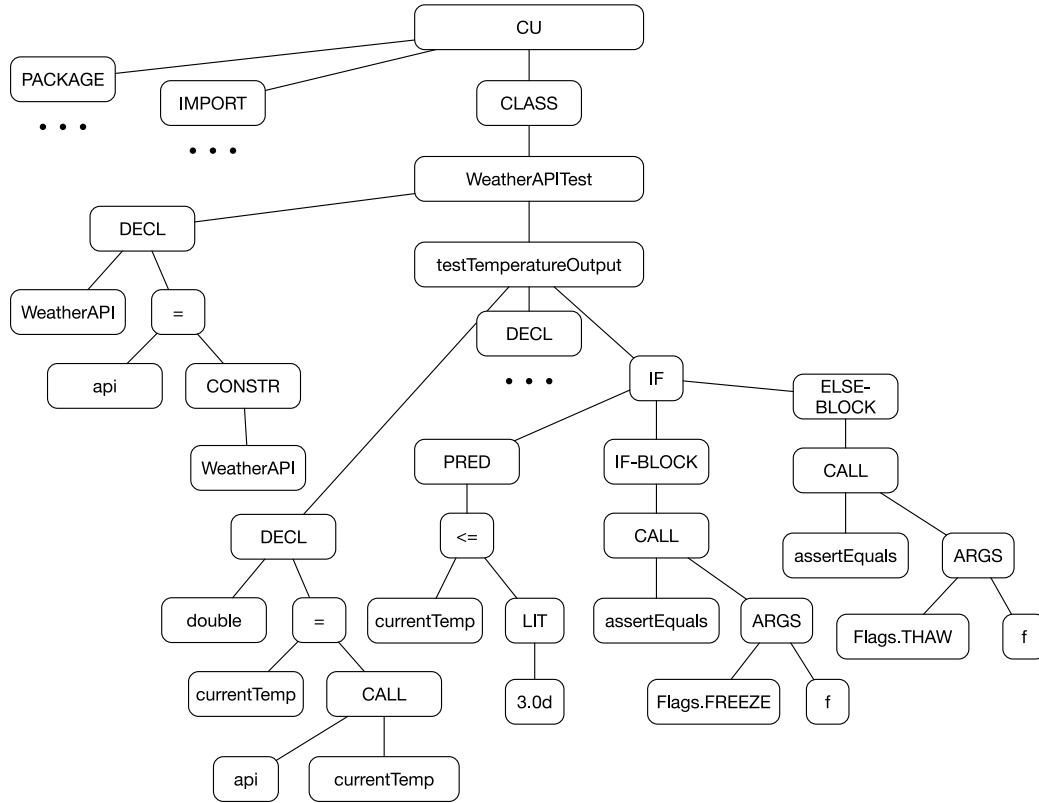 CU
PACKAGE
IMPORT
CLASS
• • •
• • •
WeatherAPITest
DECL
testTemperatureOutput
WeatherAPI
=
DECL
• • •
api
CONSTR
IF
ELSE-
BLOCK
WeatherAPI
PRED
IF-BLOCK
CALL
DECL
<=
CALL
assertEquals
ARGS
double
=
currentTemp
LIT
assertEquals
ARGS
Flags.THAW
f
currentTemp
CALL
3.0d
Flags.FREEZE
f
api
currentTemp